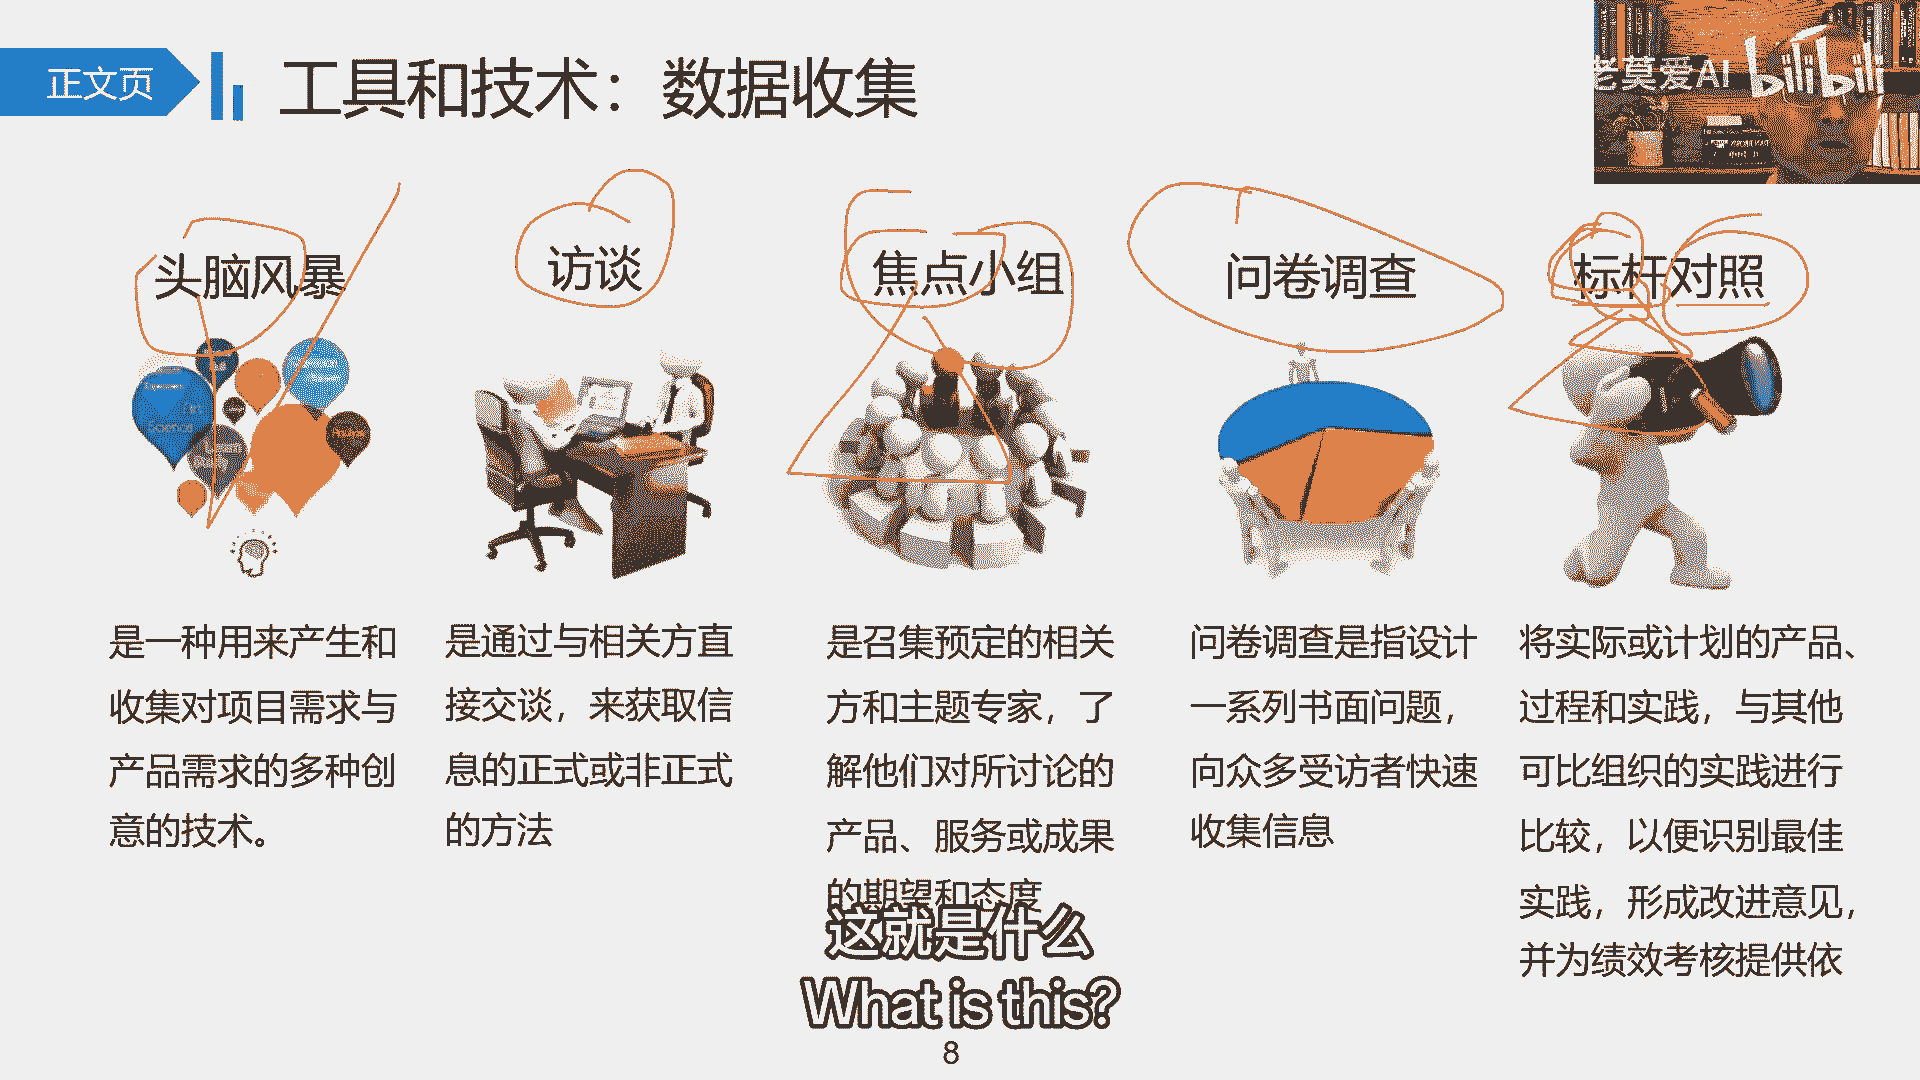 正文页
工具和技术：数据收集
老莫爱AI
bilibili
头脑风暴
访谈
焦点小组
问卷调查
标杆对照
是一种用来产生和
收集对项目需求与
产品需求的多种创
意的技术。
是通过与相关方直
接交谈，来获取信
息的正式或非正式
的方法
是召集预定的相关
方和主题专家，了
解他们对所讨论的
产品、服务或成果
的期望和态度
问卷调查是指设计
一系列书面问题，
向众多受访者快速
收集信息
将实际或计划的产品、
过程和实践，与其他
可比组织的实践进行
比较，以便识别最佳
实践，形成改进意见，
并为绩效考核提供依
这就是什么
What is this?
8